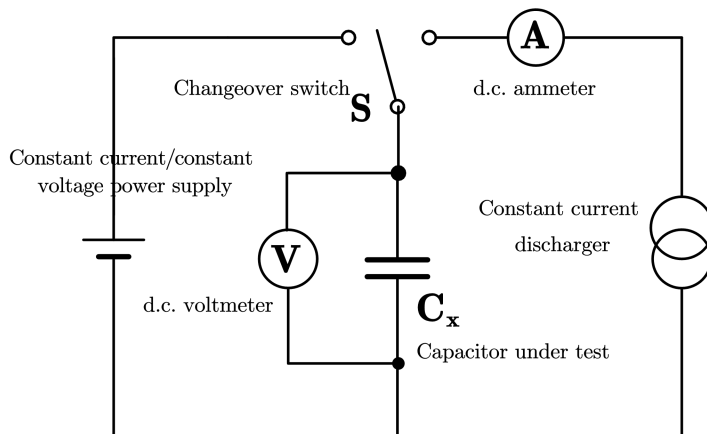 A
Changeover switch
d.c. ammeter
S
Constant current/constant
voltage power supply
Constant current
discharger
V
d.c. voltmeter
Cx
Capacitor under test